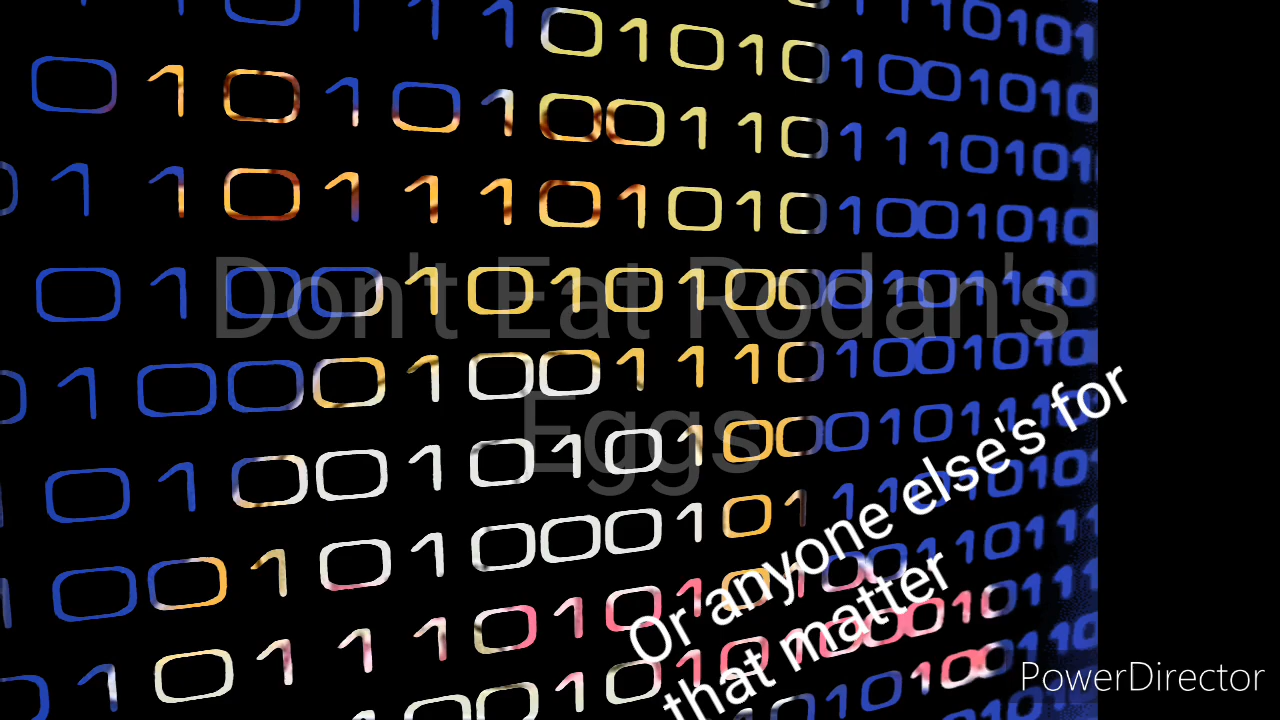 Don't Eat Rodan's
Eggs
Or anyone else's for
that matter
PowerDirector